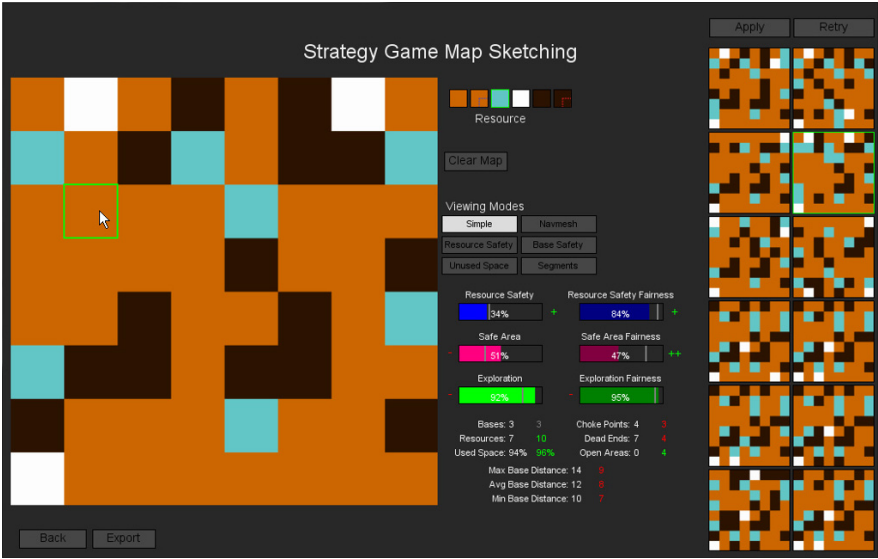 Apply Retry
Strategy Game Map Sketching
Resource
Clear Map
Viewing Modes
Simple Navmesh
Resource Safety Base Safety
Unused Space Segments
Resource Safety Resource Safety Fairness
34% + 84% +
Safe Area Safe Area Fairness
- 51% 47% ++
Exploration Exploration Fairness
- 92% - 95%
Bases: 3 3 Choke Points: 4 3
Resources: 7 10 Dead Ends: 7 4
Used Space: 94% 96% Open Areas: 0 4
Max Base Distance: 14 9
Avg Base Distance: 12 8
Min Base Distance: 10 7
Back Export